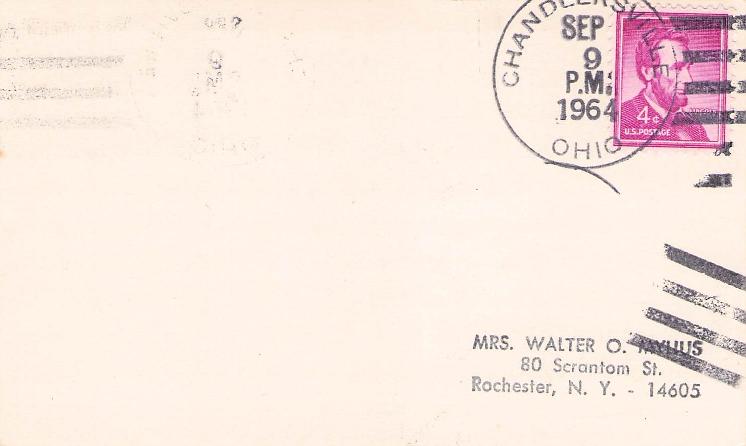 CHANDLERSVILLE
SEP
9
P.M.
1964
OHIO
4¢
U.S. POSTAGE
MRS. WALTER O.
80 Scrantom St.
Rochester, N. Y. - 14605